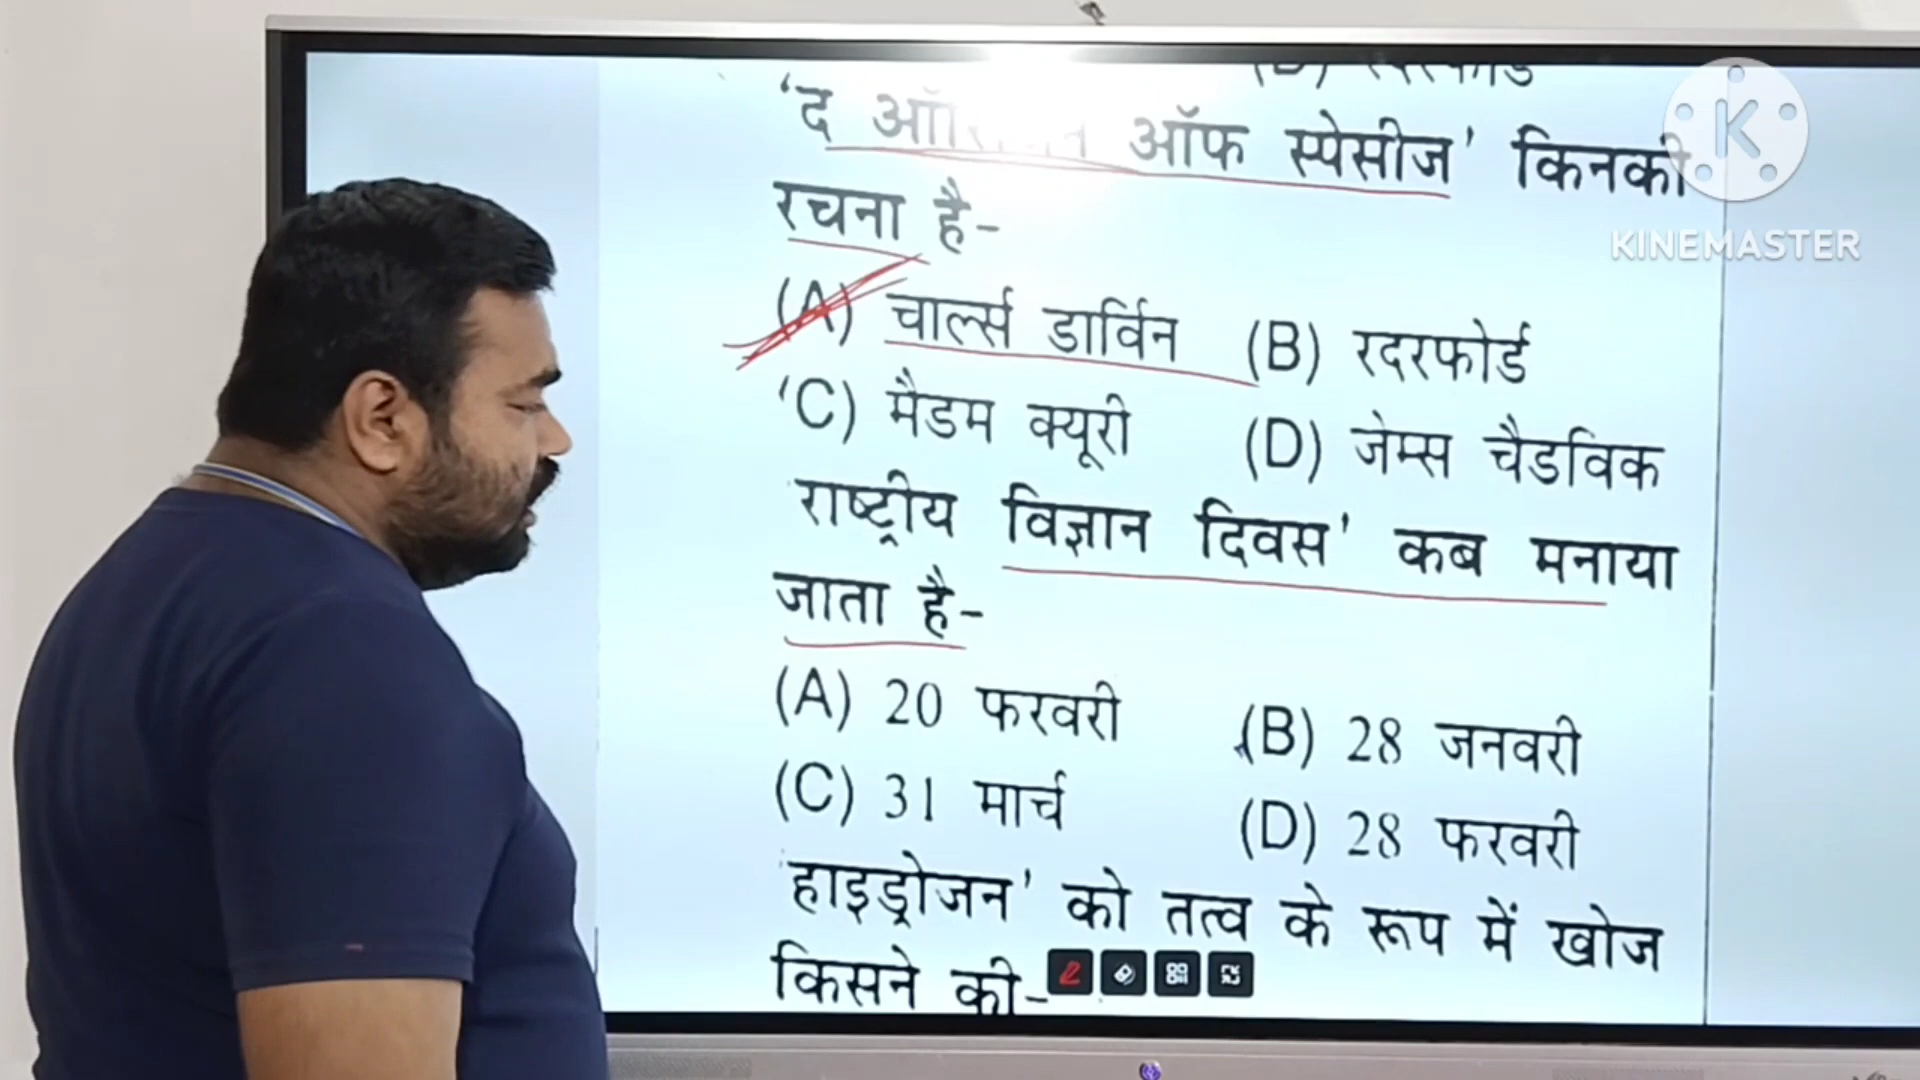 'द ऑफ स्पेसीज' किनकी
रचना है-
(A) चार्ल्स डार्विन (B) रदरफोर्ड
(C) मैडम क्यूरी (D) जेम्स चैडविक
राष्ट्रीय विज्ञान दिवस' कब मनाया
जाता है-
(A) 20 फरवरी (B) 28 जनवरी
(C) 31 मार्च (D) 28 फरवरी
हाइड्रोजन' को तत्व के रूप में खोज
किसने की-
K
KINEMASTER